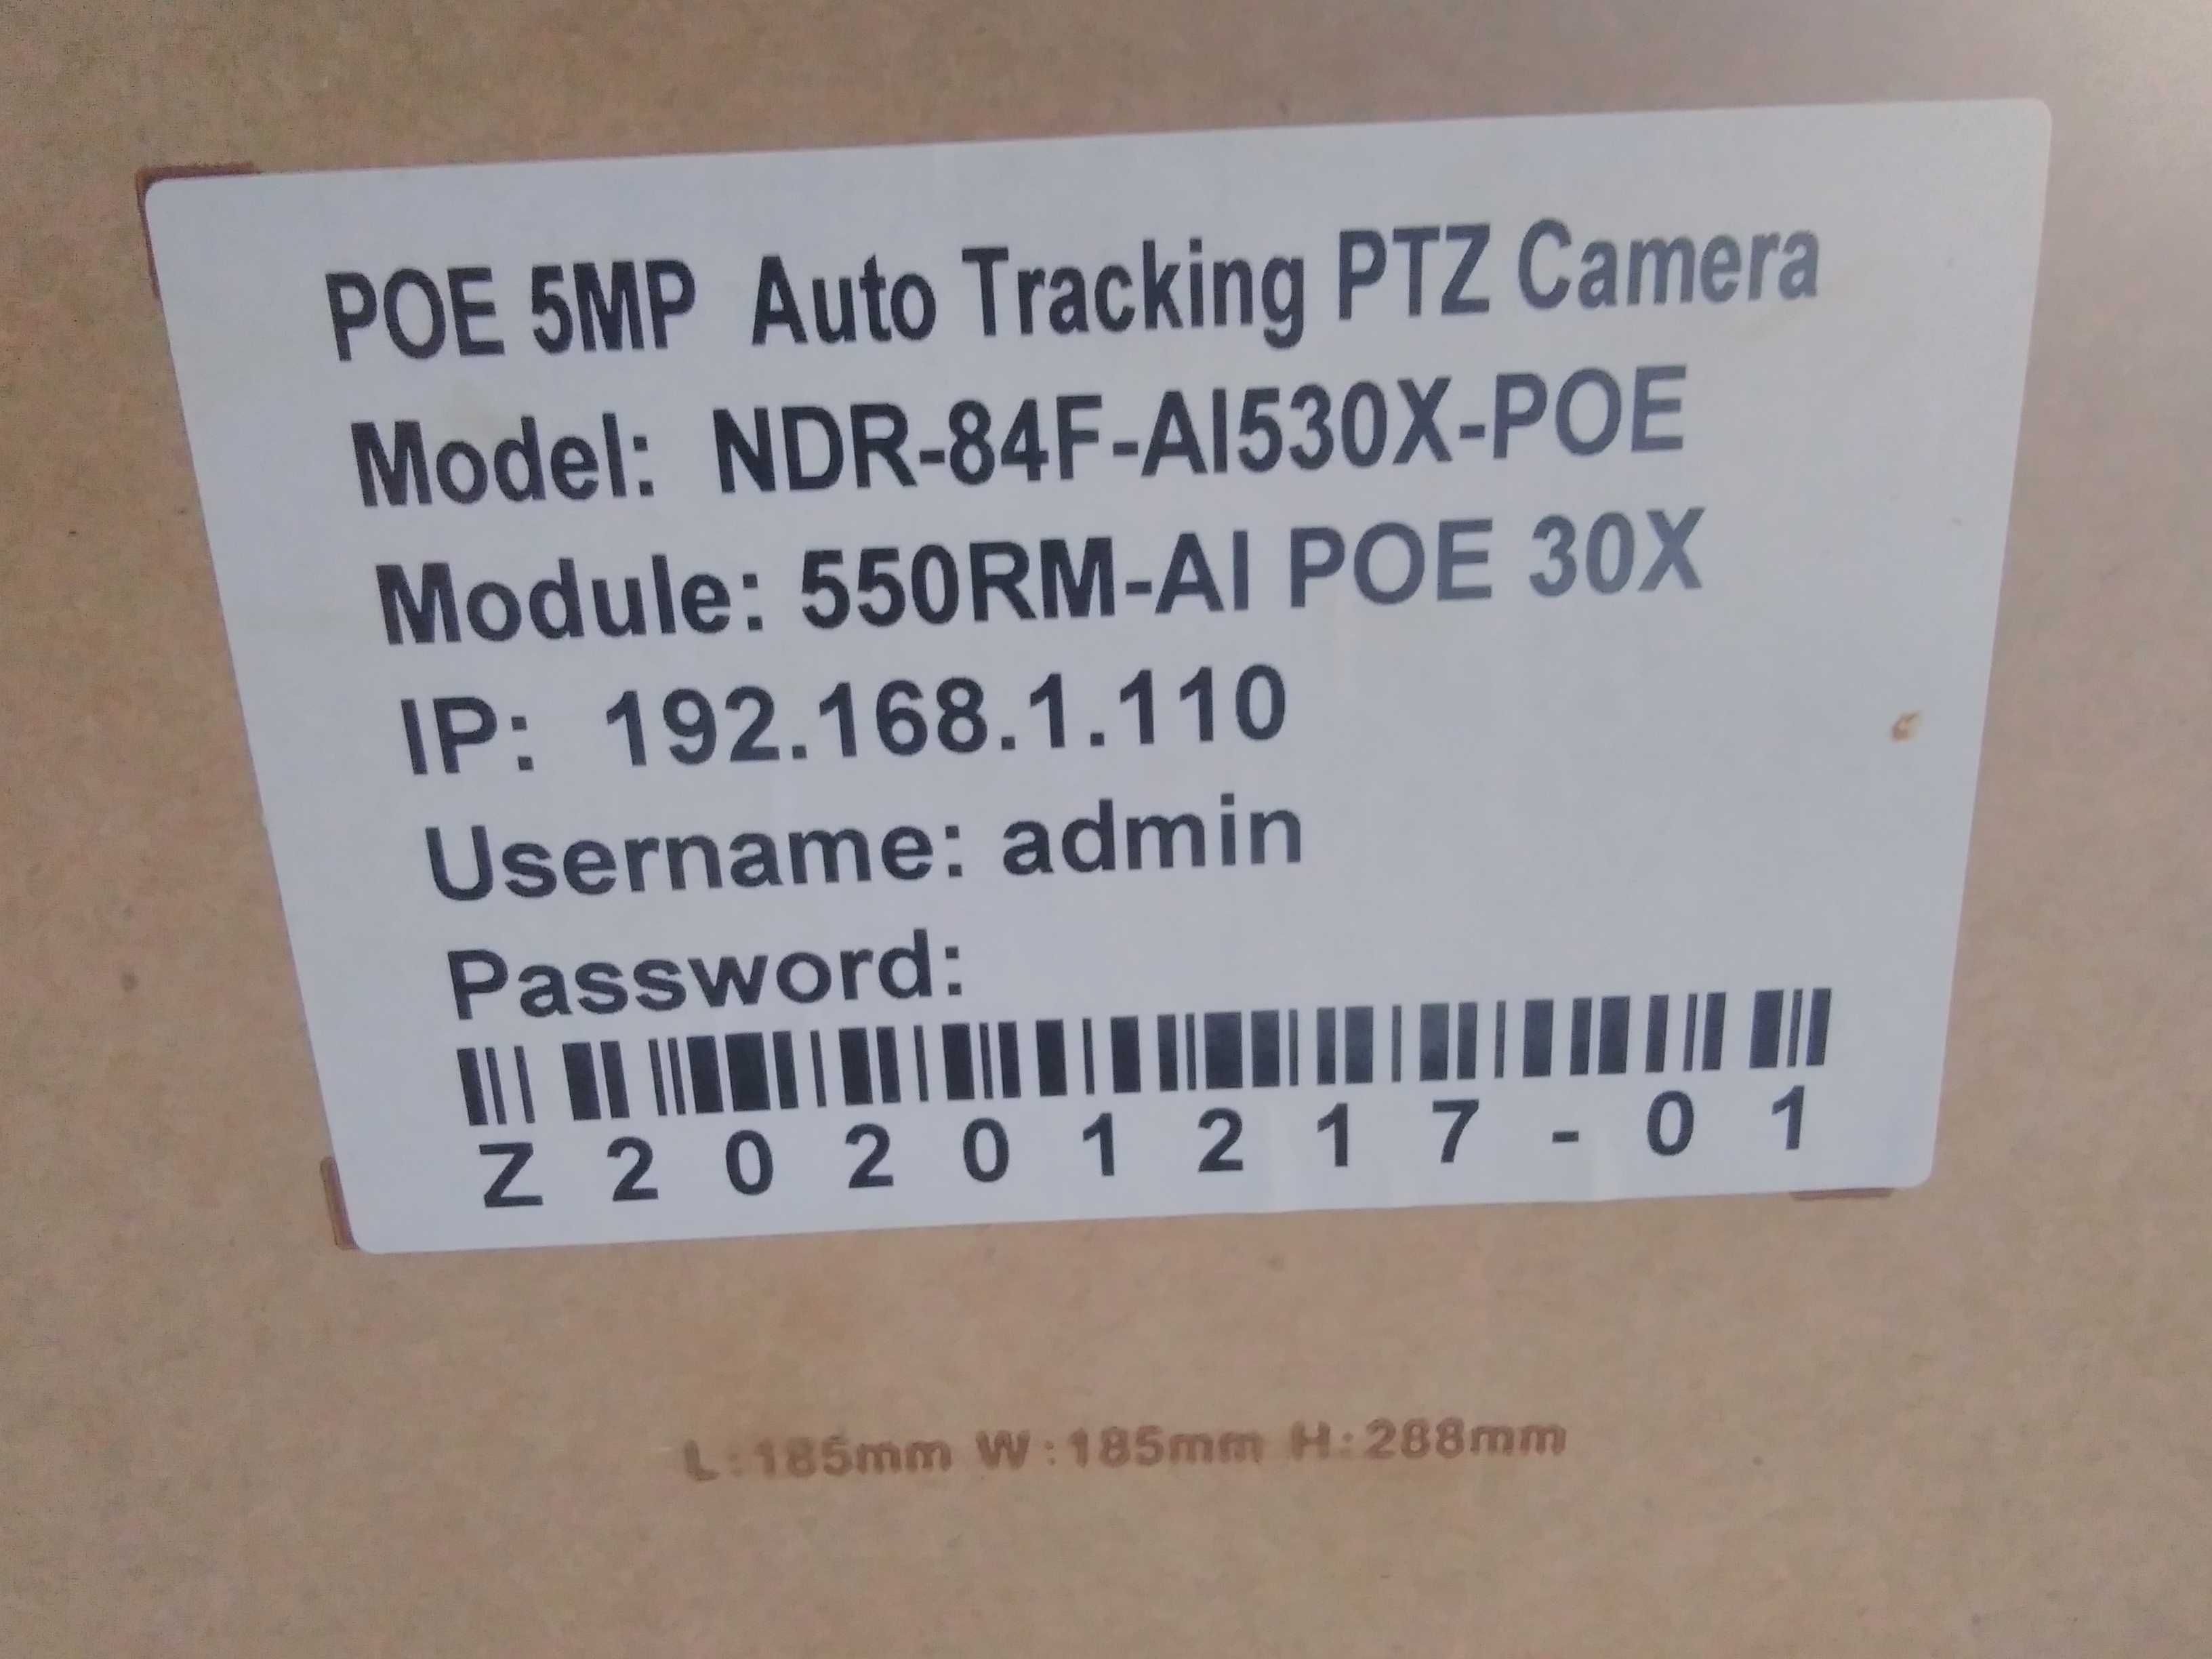 POE 5MP Auto Tracking PTZ Camera
Model: NDR-84F-AI530X-POE
Module: 550RM-AI POE 30X
IP: 192.168.1.110
Username: admin
Password:
Z20201217-01
L:185mm W:185mm H:288mm